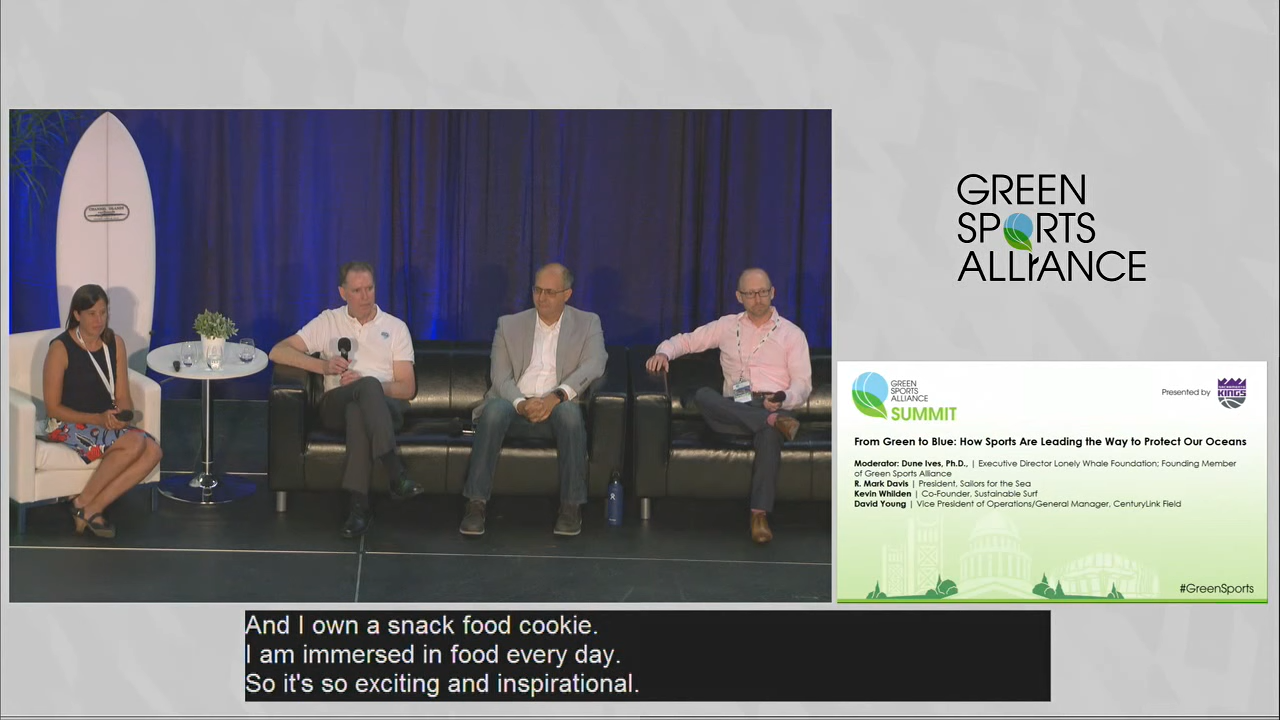 GREEN
SPORTS
ALLIANCE
GREEN
SPORTS
ALLIANCE
SUMMIT
Presented by
SACRAMENTO
KINGS
From Green to Blue: How Sports Are Leading the Way to Protect Our Oceans
Moderator: Dune Ives, Ph.D., | Executive Director Lonely Whale Foundation; Founding Member
of Green Sports Alliance
R. Mark Davis | President, Sailors for the Sea
Kevin Whilden | Co-Founder, Sustainable Surf
David Young | Vice President of Operations/General Manager, CenturyLink Field
#GreenSports
And I own a snack food cookie.
I am immersed in food every day.
So it's so exciting and inspirational.